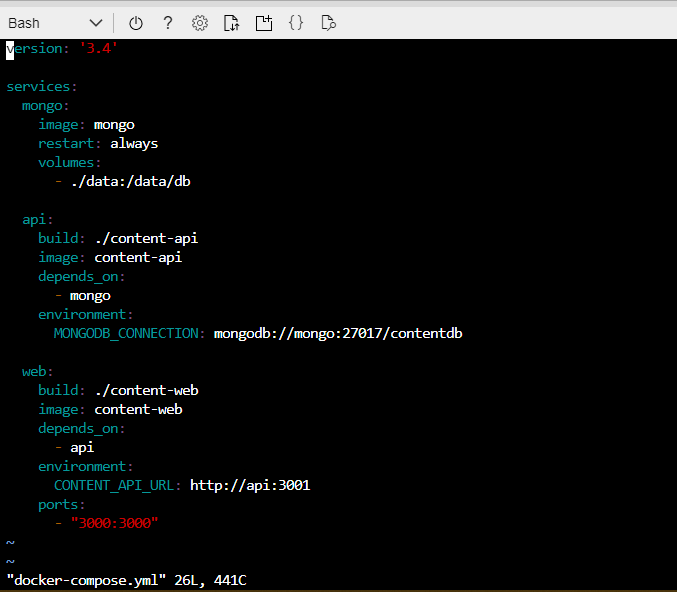 Bash
version: '3.4'
services:
mongo:
image: mongo
restart: always
volumes:
- ./data:/data/db
api:
build: ./content-api
image: content-api
depends_on:
- mongo
environment:
MONGODB_CONNECTION: mongodb://mongo:27017/contentdb
web:
build: ./content-web
image: content-web
depends_on:
- api
environment:
CONTENT_API_URL: http://api:3001
ports:
- "3000:3000"
~
~
"docker-compose.yml" 26L, 441C